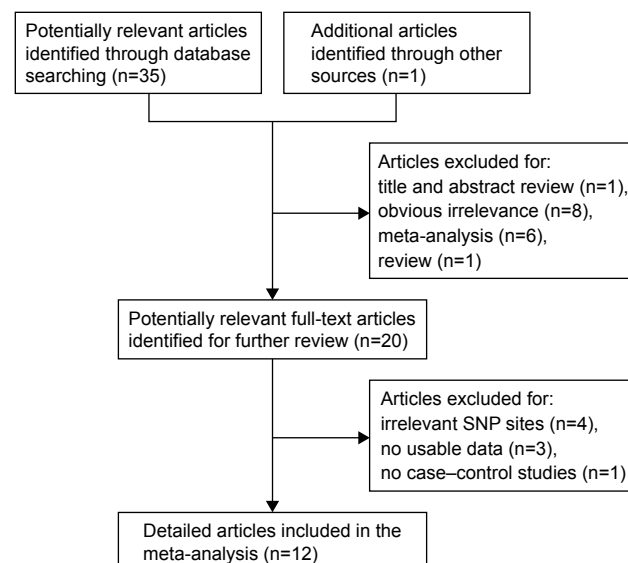 Potentially relevant articles
identified through database
searching (n=35)
Additional articles
identified through other
sources (n=1)
Articles excluded for:
title and abstract review (n=1),
obvious irrelevance (n=8),
meta-analysis (n=6),
review (n=1)
Potentially relevant full-text articles
identified for further review (n=20)
Articles excluded for:
irrelevant SNP sites (n=4),
no usable data (n=3),
no case–control studies (n=1)
Detailed articles included in the
meta-analysis (n=12)